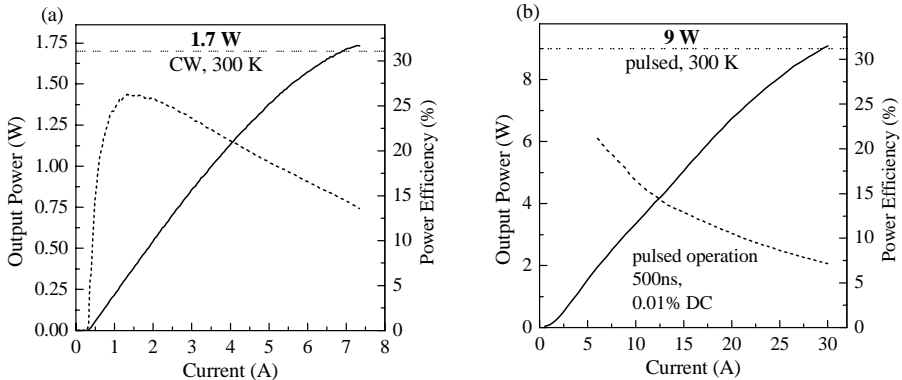 (a)
1.7 W
CW, 300 K
1.75
1.50
1.25
1.00
0.75
0.50
0.25
0.00
Output Power (W)
0 1 2 3 4 5 6 7 8
Current (A)
30
25
20
15
10
5
0
Power Efficiency (%)
(b)
9 W
pulsed, 300 K
8
6
4
2
0
Output Power (W)
pulsed operation
500ns,
0.01% DC
0 5 10 15 20 25 30
Current (A)
30
25
20
15
10
5
0
Power Efficiency (%)